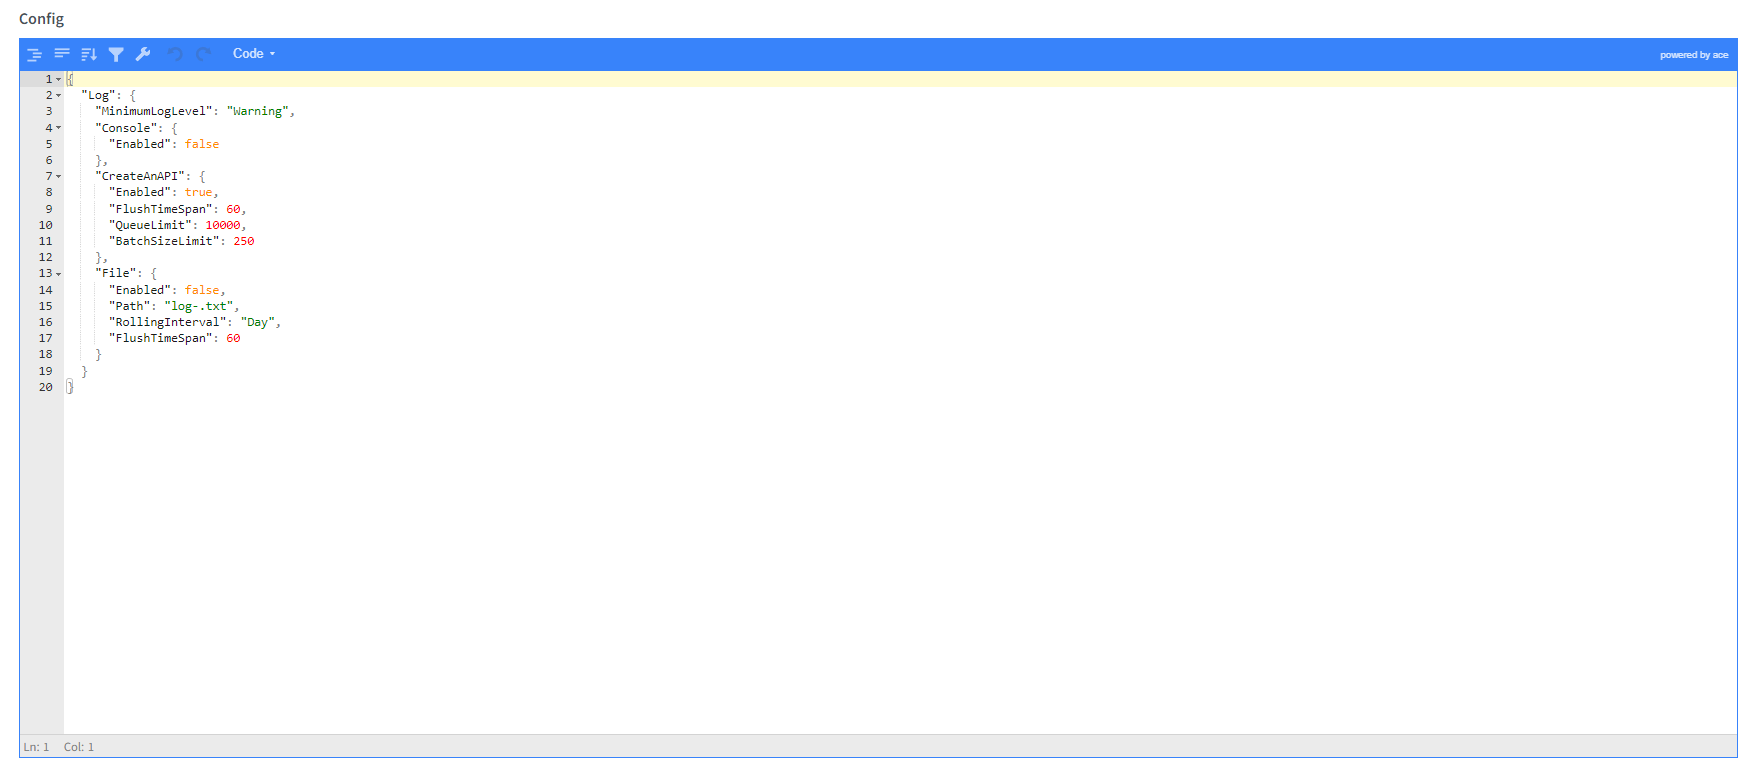 Config
Code
powered by ace
1 {
2 "Log": {
3 "MinimumLogLevel": "Warning",
4 "Console": {
5 "Enabled": false
6 },
7 "CreateAnAPI": {
8 "Enabled": true,
9 "FlushTimeSpan": 60,
10 "QueueLimit": 10000,
11 "BatchSizeLimit": 250
12 },
13 "File": {
14 "Enabled": false,
15 "Path": "log-.txt",
16 "RollingInterval": "Day",
17 "FlushTimeSpan": 60
18 }
19 }
20 }
Ln: 1 Col: 1